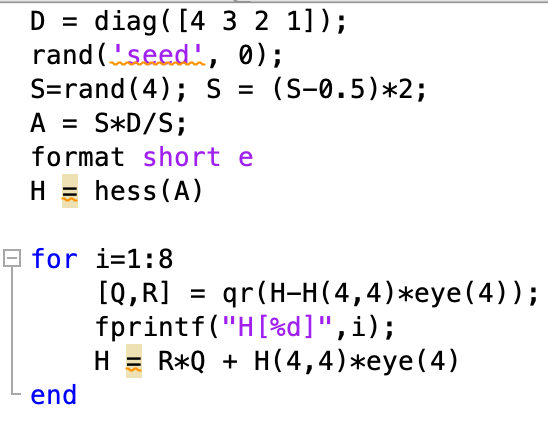 D = diag([4 3 2 1]);
rand('seed', 0);
S=rand(4); S = (S-0.5)*2;
A = S*D/S;
format short e
H = hess(A)
for i=1:8
[Q,R] = qr(H-H(4,4)*eye(4));
fprintf("H[%d]",i);
H = R*Q + H(4,4)*eye(4)
end